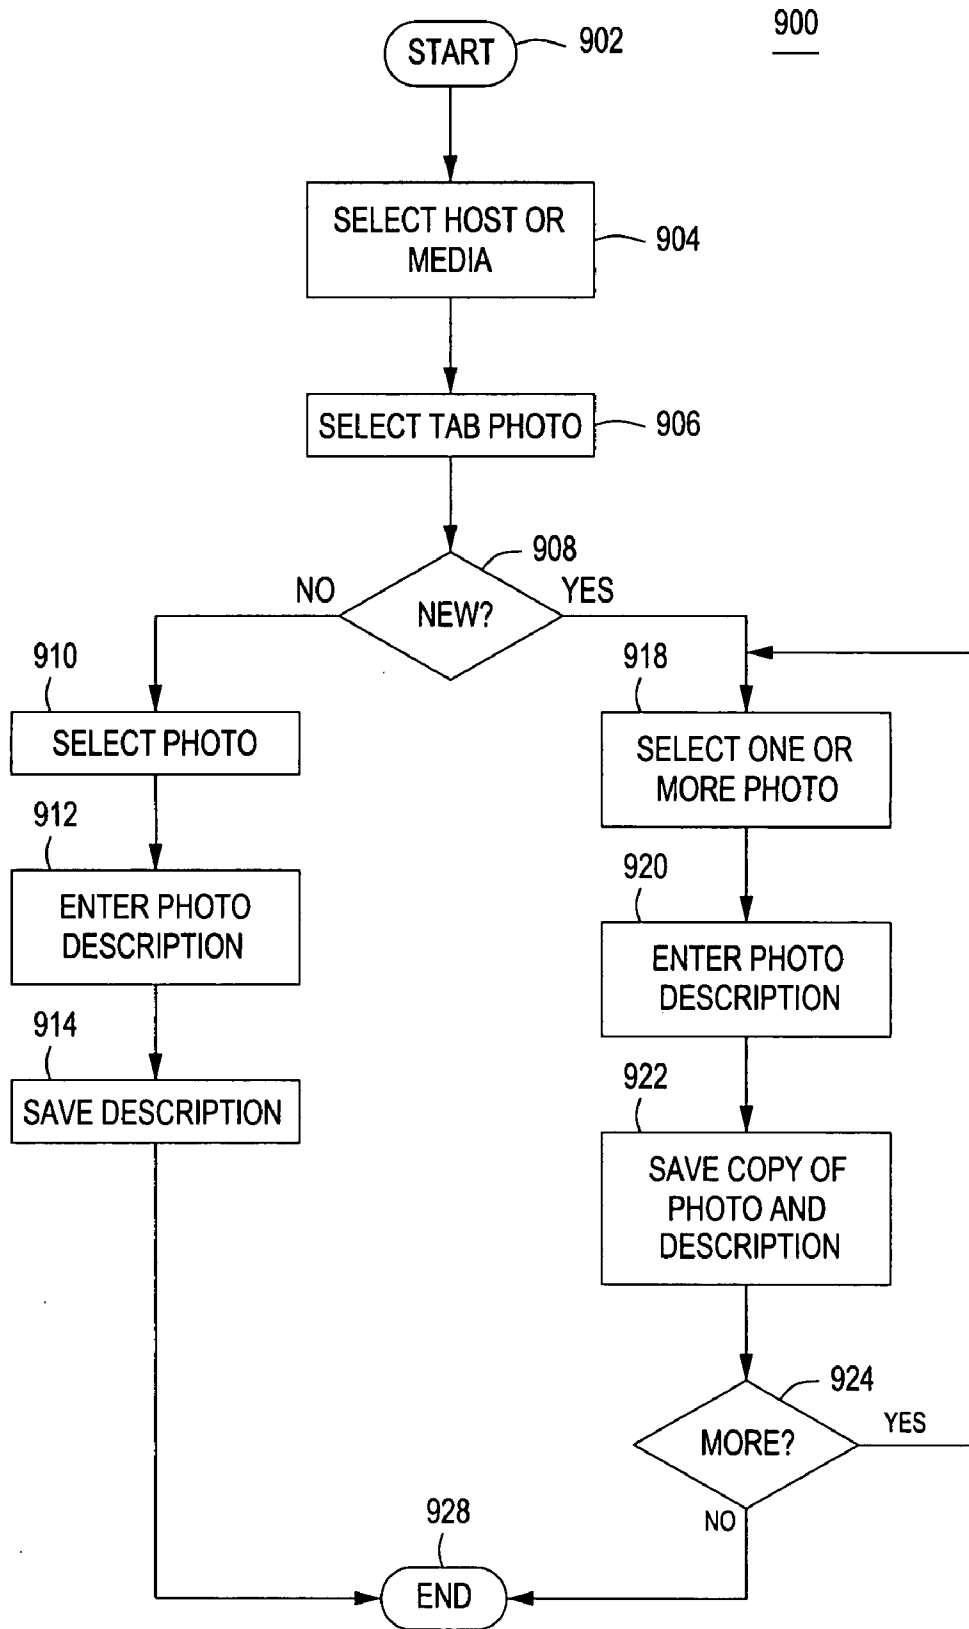 900
START
902
SELECT HOST OR
MEDIA
904
SELECT TAB PHOTO
906
908
NEW?
NO
YES
910
SELECT PHOTO
912
ENTER PHOTO
DESCRIPTION
914
SAVE DESCRIPTION
918
SELECT ONE OR
MORE PHOTO
920
ENTER PHOTO
DESCRIPTION
922
SAVE COPY OF
PHOTO AND
DESCRIPTION
924
MORE?
YES
NO
928
END